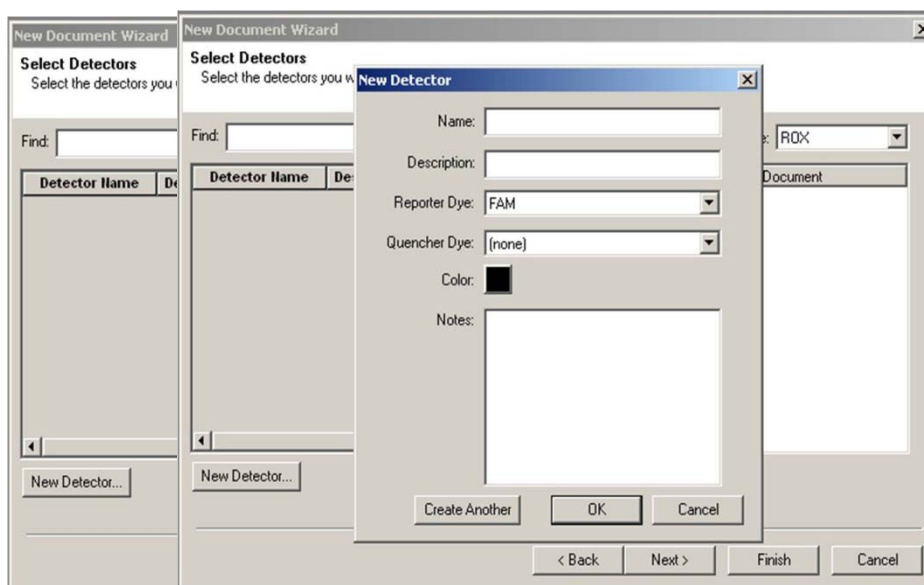 New Document Wizard
Select Detectors
Select the detectors you
Find:
Detector Name
New Detector...
New Document Wizard
Select Detectors
Select the detectors you w
Find:
Detector Name
New Detector...
ROX
Document
New Detector
Name:
Description:
Reporter Dye: FAM
Quencher Dye: (none)
Color:
Notes:
Create Another OK Cancel
< Back Next > Finish Cancel